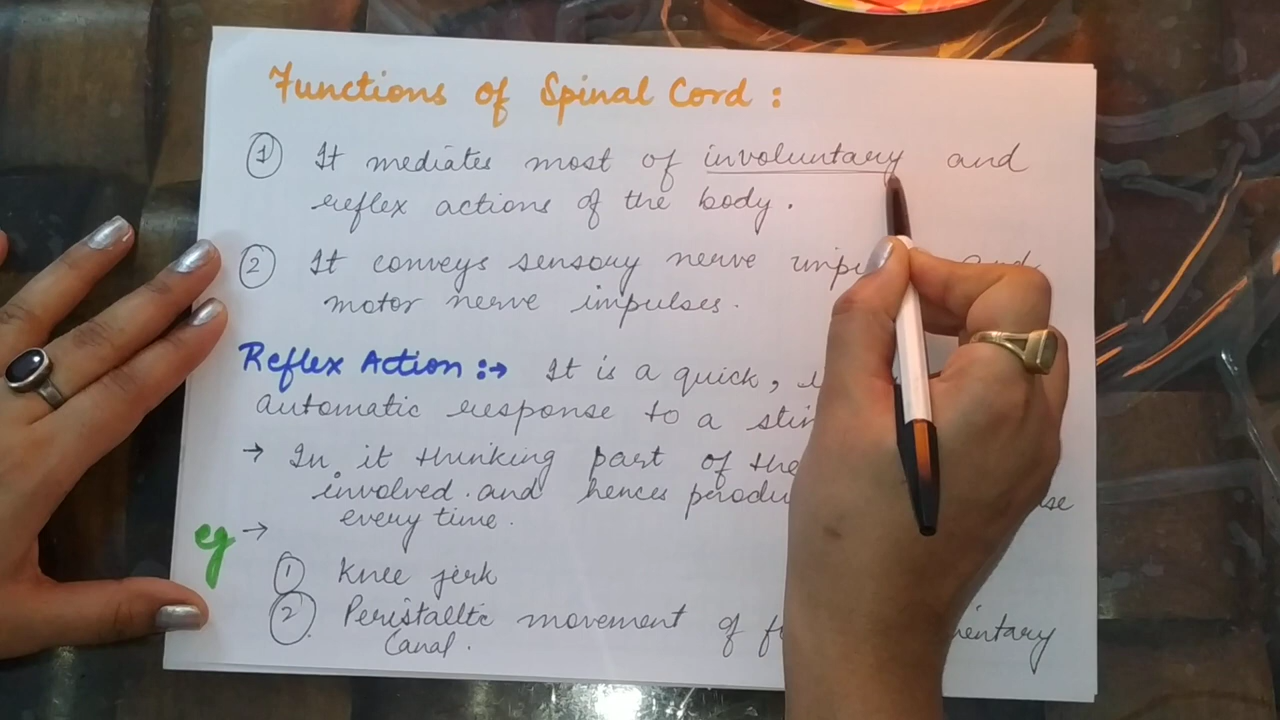 Functions of Spinal Cord :
1 It mediates most of involuntary and
reflex actions of the body.
2 It conveys sensory nerve and
motor nerve impulses.
Reflex Action :→ It is a quick,
automatic response to a
→ In it thinking part of the
involved. and hences
every time.
eg →
1 Knee jerk
2 Peristaltic movement of
Canal.